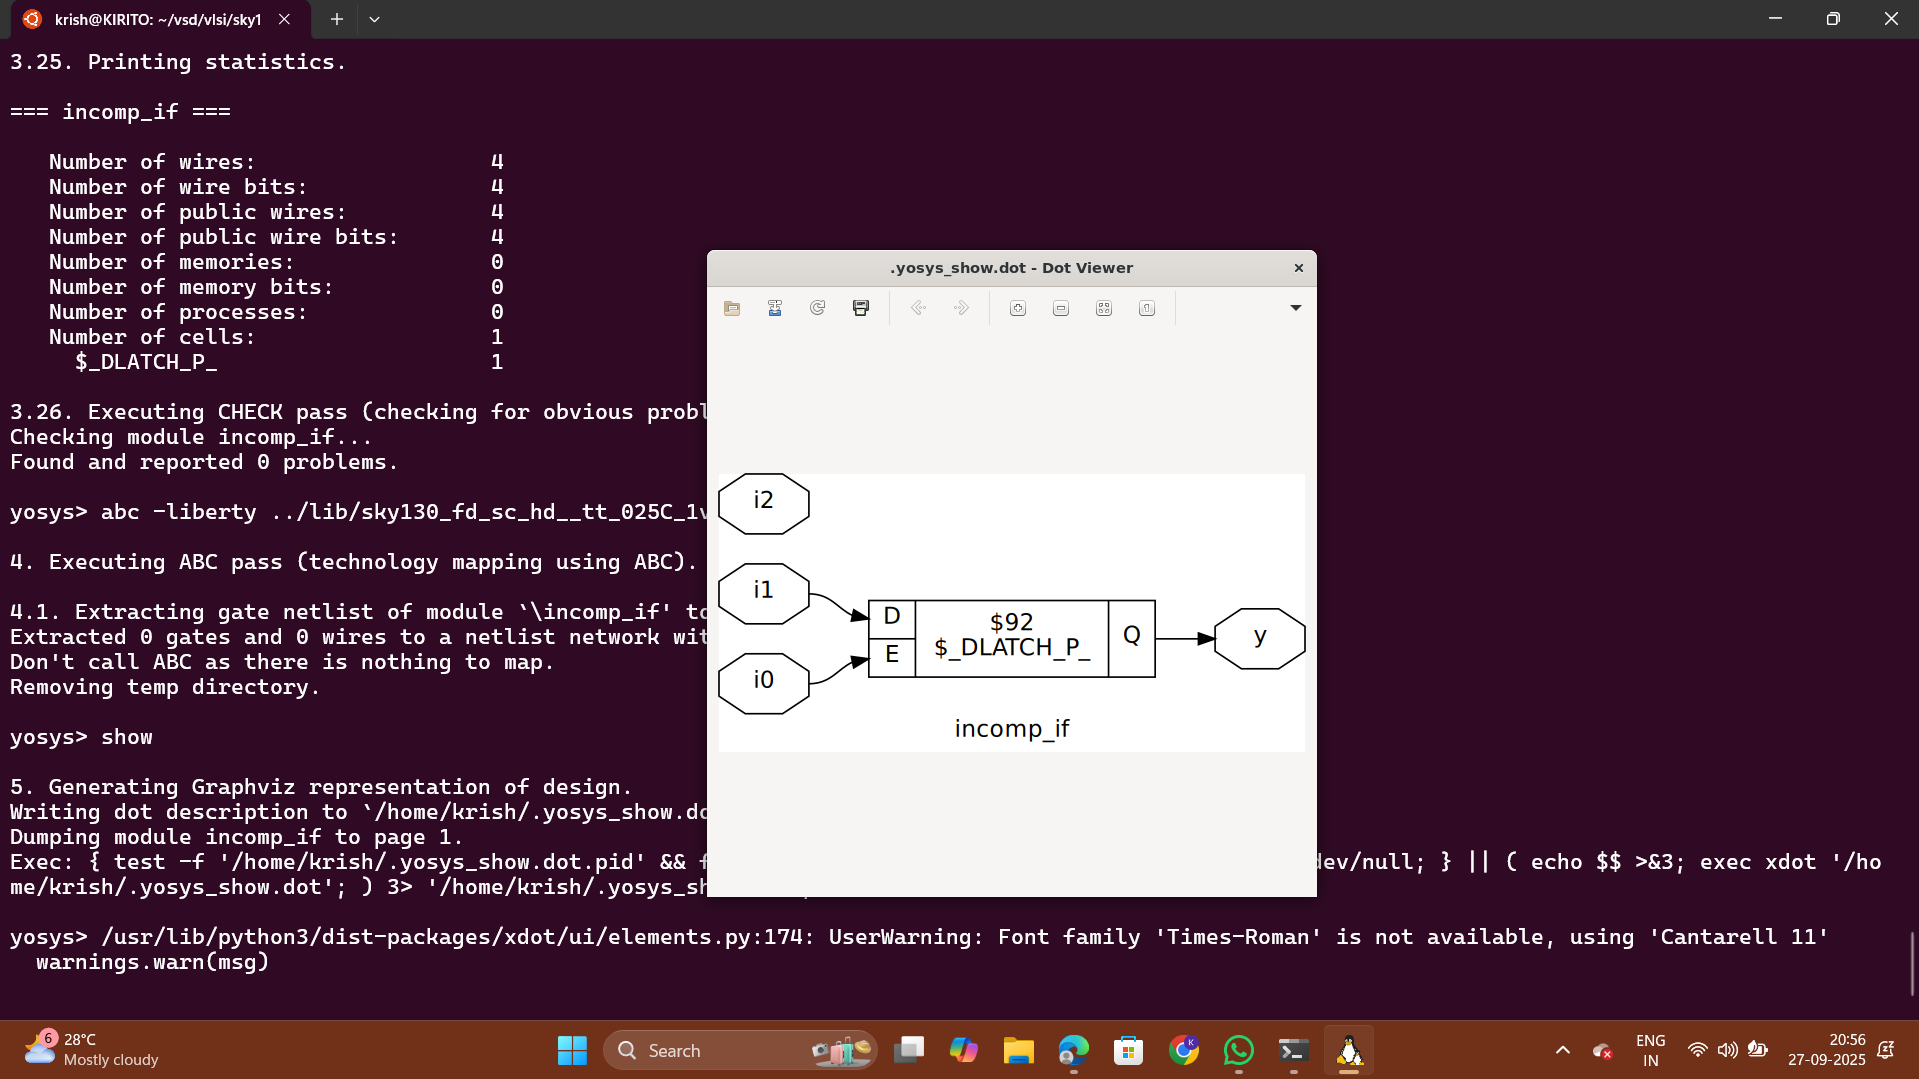 krish@KIRITO: ~/vsd/vlsi/sky1
3.25. Printing statistics.
=== incomp_if ===
Number of wires: 4
Number of wire bits: 4
Number of public wires: 4
Number of public wire bits: 4
Number of memories: 0
Number of memory bits: 0
Number of processes: 0
Number of cells: 1
$_DLATCH_P_ 1
3.26. Executing CHECK pass (checking for obvious probl
Checking module incomp_if...
Found and reported 0 problems.
yosys> abc -liberty ../lib/sky130_fd_sc_hd__tt_025C_1v
4. Executing ABC pass (technology mapping using ABC).
4.1. Extracting gate netlist of module `\incomp_if' to
Extracted 0 gates and 0 wires to a netlist network wit
Don't call ABC as there is nothing to map.
Removing temp directory.
yosys> show
5. Generating Graphviz representation of design.
Writing dot description to `/home/krish/.yosys_show.do
Dumping module incomp_if to page 1.
Exec: { test -f '/home/krish/.yosys_show.dot.pid' && f
dev/null; } || ( echo $$ >&3; exec xdot '/ho
me/krish/.yosys_show.dot'; ) 3> '/home/krish/.yosys_sh
yosys> /usr/lib/python3/dist-packages/xdot/ui/elements.py:174: UserWarning: Font family 'Times-Roman' is not available, using 'Cantarell 11'
warnings.warn(msg)
.yosys_show.dot - Dot Viewer
i2
i1
i0
D
E
$92
$_DLATCH_P_
Q
y
incomp_if
6
28°C
Mostly cloudy
Search
K
ENG
IN
20:56
27-09-2025